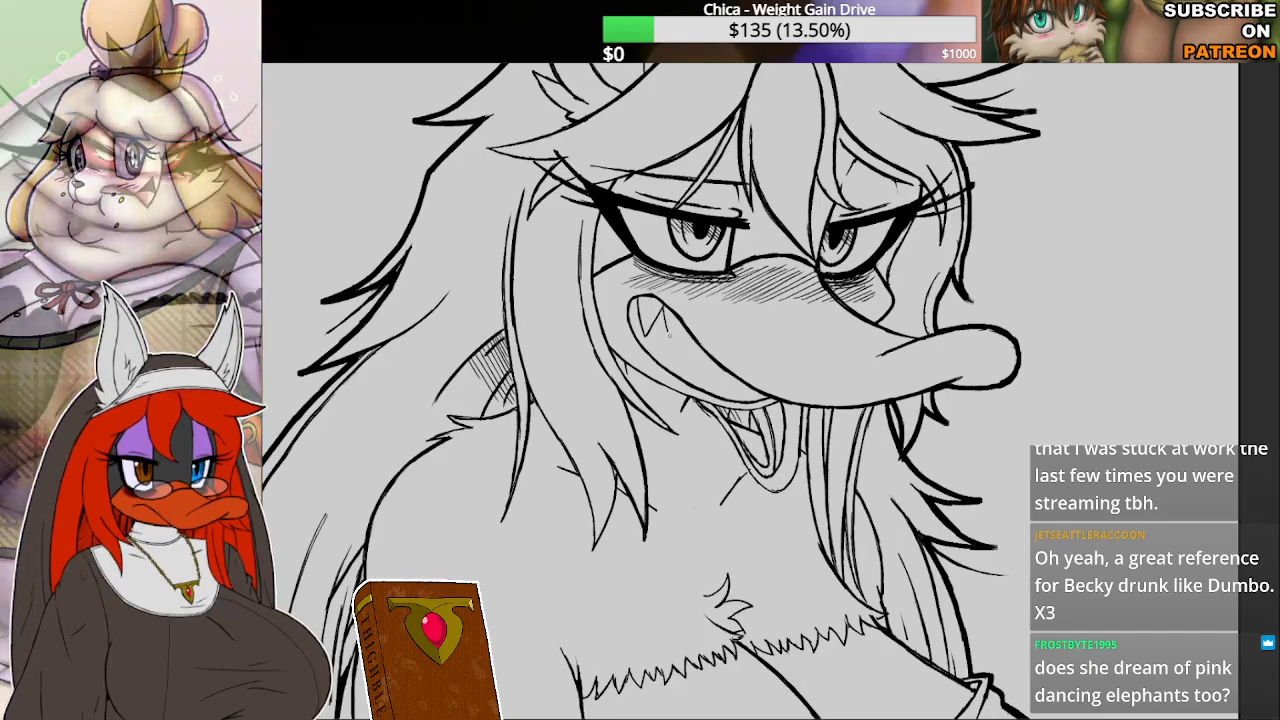 Chica - Weight Gain Drive
$135 (13.50%)
$0
$1000
SUBSCRIBE
ON
PATREON
that I was stuck at work the
last few times you were
streaming tbh.
JETSEATTLERACCOON
Oh yeah, a great reference
for Becky drunk like Dumbo.
X3
FROSTBYTE1995
does she dream of pink
dancing elephants too?
THIGHBLE